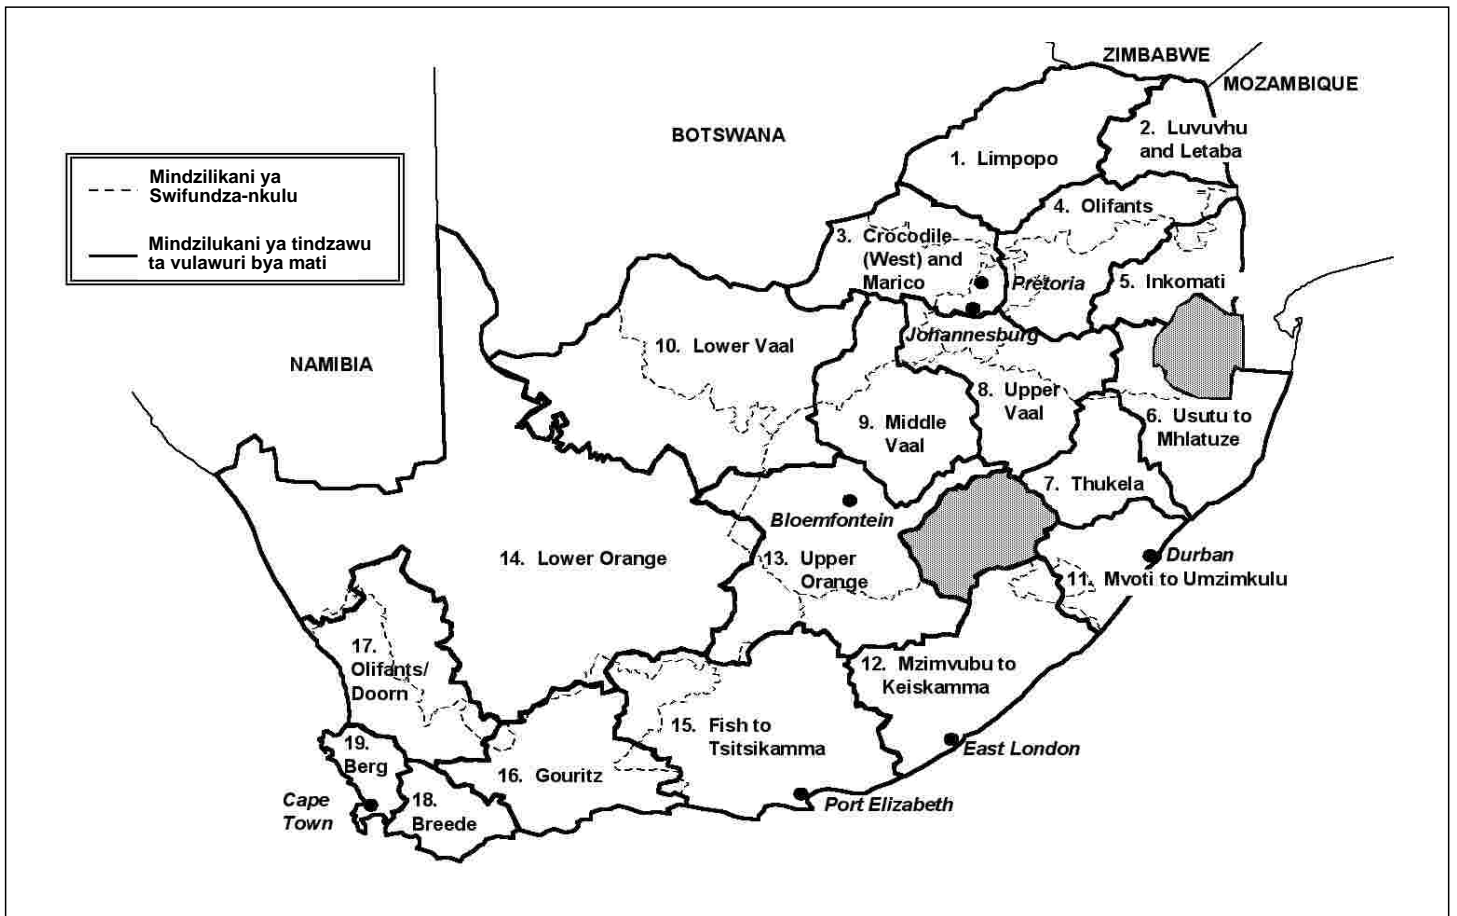 ZIMBABWE
MOZAMBIQUE
BOTSWANA
NAMIBIA
Mindzilikani ya
Swifundza-nkulu
Mindzilukani ya tindzawu
ta vulawuri bya mati
1. Limpopo
2. Luvuvhu
and Letaba
3. Crocodile
(West) and
Marico
4. Olifants
5. Inkomati
Pretoria
Johannesburg
10. Lower Vaal
8. Upper
Vaal
9. Middle
Vaal
6. Usutu to
Mhlatuze
7. Thukela
Bloemfontein
14. Lower Orange
13. Upper
Orange
Durban
11. Mvoti to Umzimkulu
17.
Olifants/
Doorn
12. Mzimvubu to
Keiskamma
15. Fish to
Tsitsikamma
East London
19.
Berg
16. Gouritz
Cape
Town
18.
Breede
Port Elizabeth